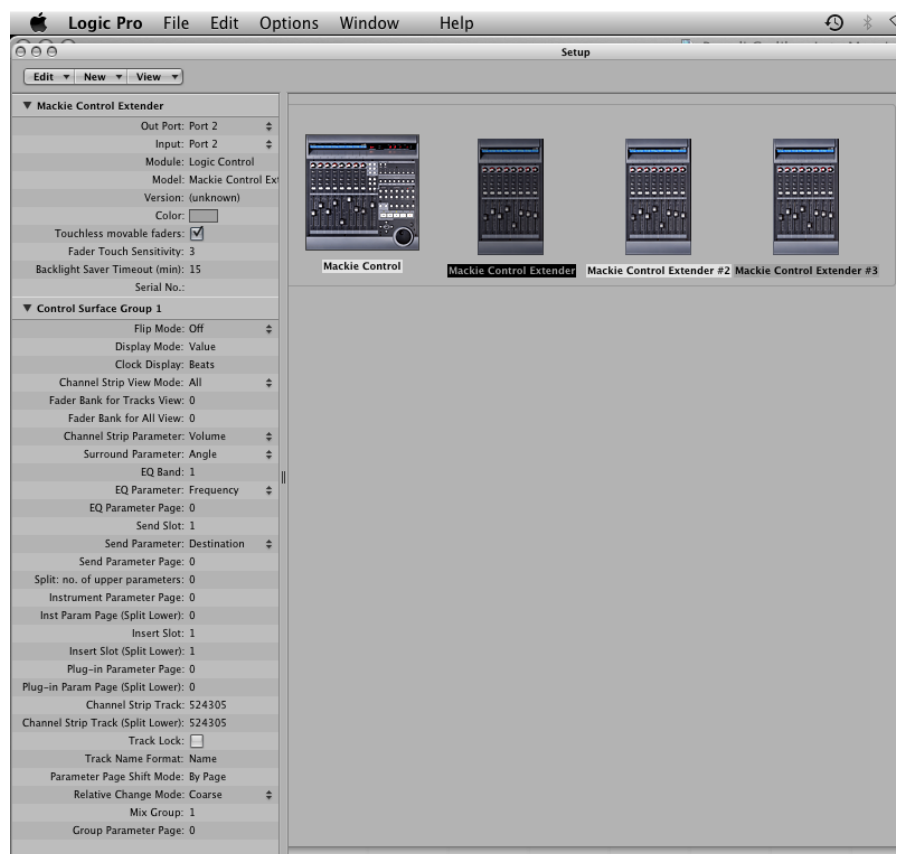 Logic Pro File Edit Options Window Help
Setup
Edit New View
Mackie Control Extender
Out Port: Port 2
Input: Port 2
Module: Logic Control
Model: Mackie Control Ext
Version: (unknown)
Color:
Touchless movable faders:
Fader Touch Sensitivity: 3
Backlight Saver Timeout (min): 15
Serial No.:
Control Surface Group 1
Flip Mode: Off
Display Mode: Value
Clock Display: Beats
Channel Strip View Mode: All
Fader Bank for Tracks View: 0
Fader Bank for All View: 0
Channel Strip Parameter: Volume
Surround Parameter: Angle
EQ Band: 1
EQ Parameter: Frequency
EQ Parameter Page: 0
Send Slot: 1
Send Parameter: Destination
Send Parameter Page: 0
Split: no. of upper parameters: 0
Instrument Parameter Page: 0
Inst Param Page (Split Lower): 0
Insert Slot: 1
Insert Slot (Split Lower): 1
Plug-in Parameter Page: 0
Plug-in Param Page (Split Lower): 0
Channel Strip Track: 524305
Channel Strip Track (Split Lower): 524305
Track Lock:
Track Name Format: Name
Parameter Page Shift Mode: By Page
Relative Change Mode: Coarse
Mix Group: 1
Group Parameter Page: 0
Mackie Control
Mackie Control Extender
Mackie Control Extender #2
Mackie Control Extender #3